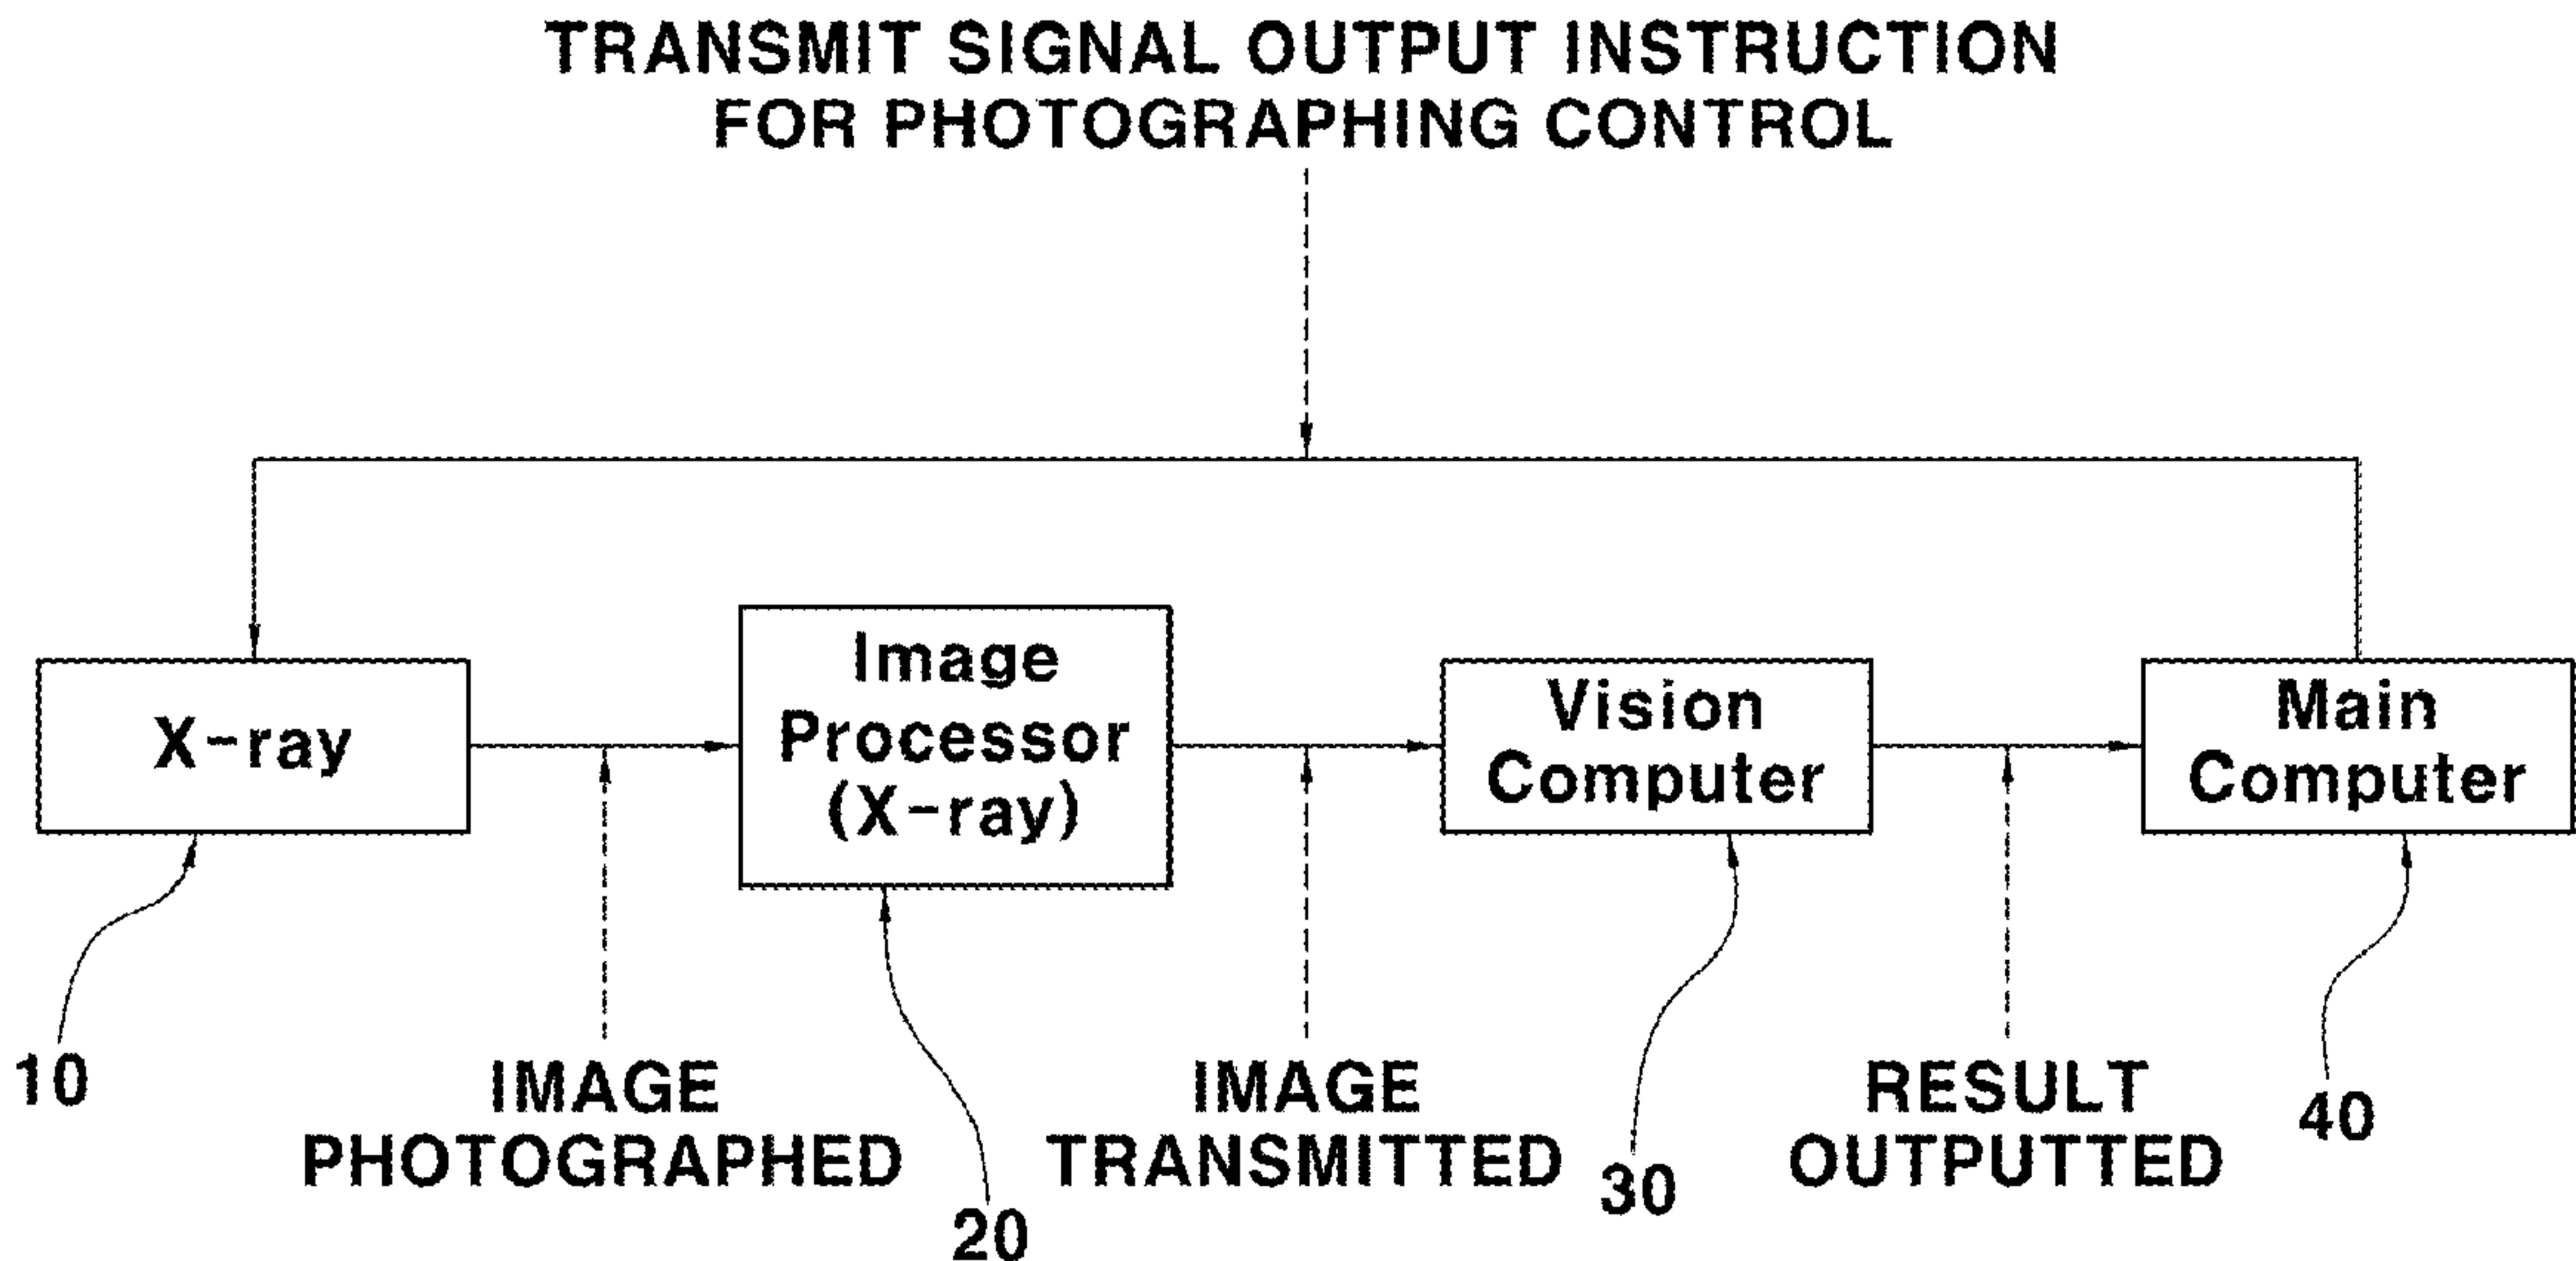 TRANSMIT SIGNAL OUTPUT INSTRUCTION
FOR PHOTOGRAPHING CONTROL
X-ray
Image
Processor
(X-ray)
Vision
Computer
Main
Computer
10
IMAGE
PHOTOGRAPHED
20
IMAGE
TRANSMITTED
30
RESULT
OUTPUTTED
40